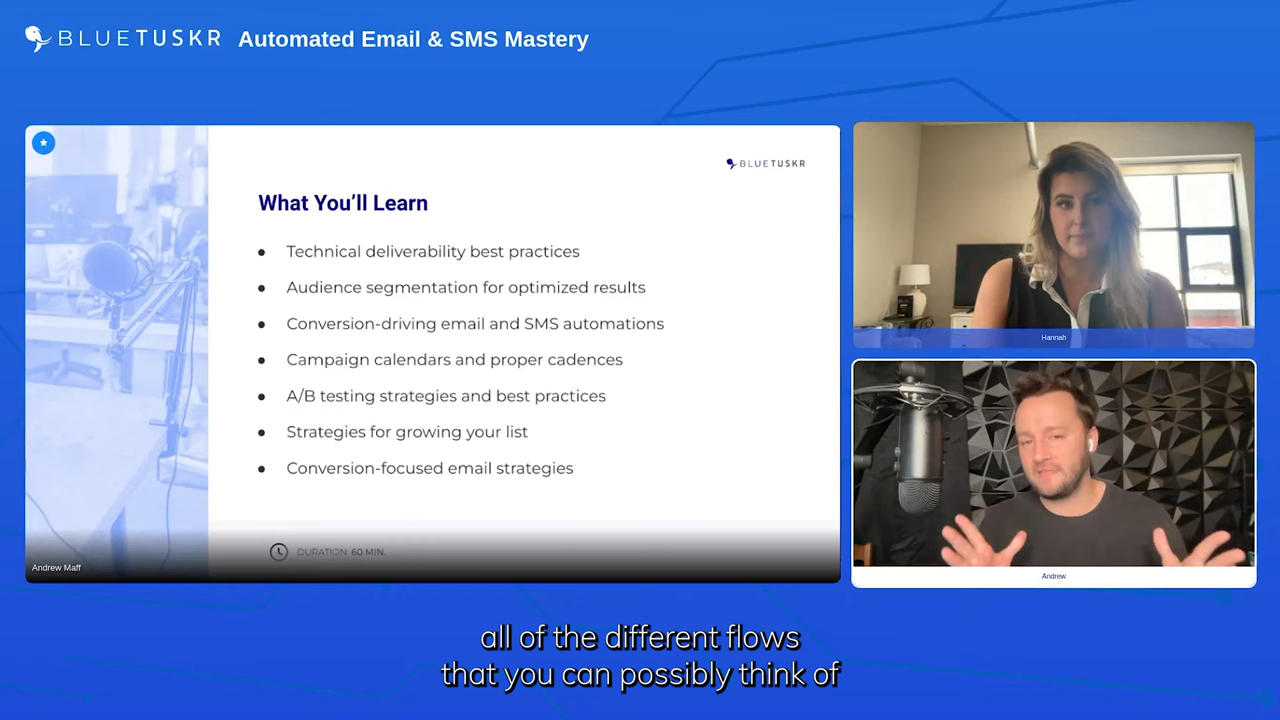 BLUETUSKR Automated Email & SMS Mastery
BLUETUSKR
What You’ll Learn
● Technical deliverability best practices
● Audience segmentation for optimized results
● Conversion-driving email and SMS automations
● Campaign calendars and proper cadences
● A/B testing strategies and best practices
● Strategies for growing your list
● Conversion-focused email strategies
DURATION: 60 MIN.
Andrew Maff
Hannah
Andrew
all of the different flows
that you can possibly think of